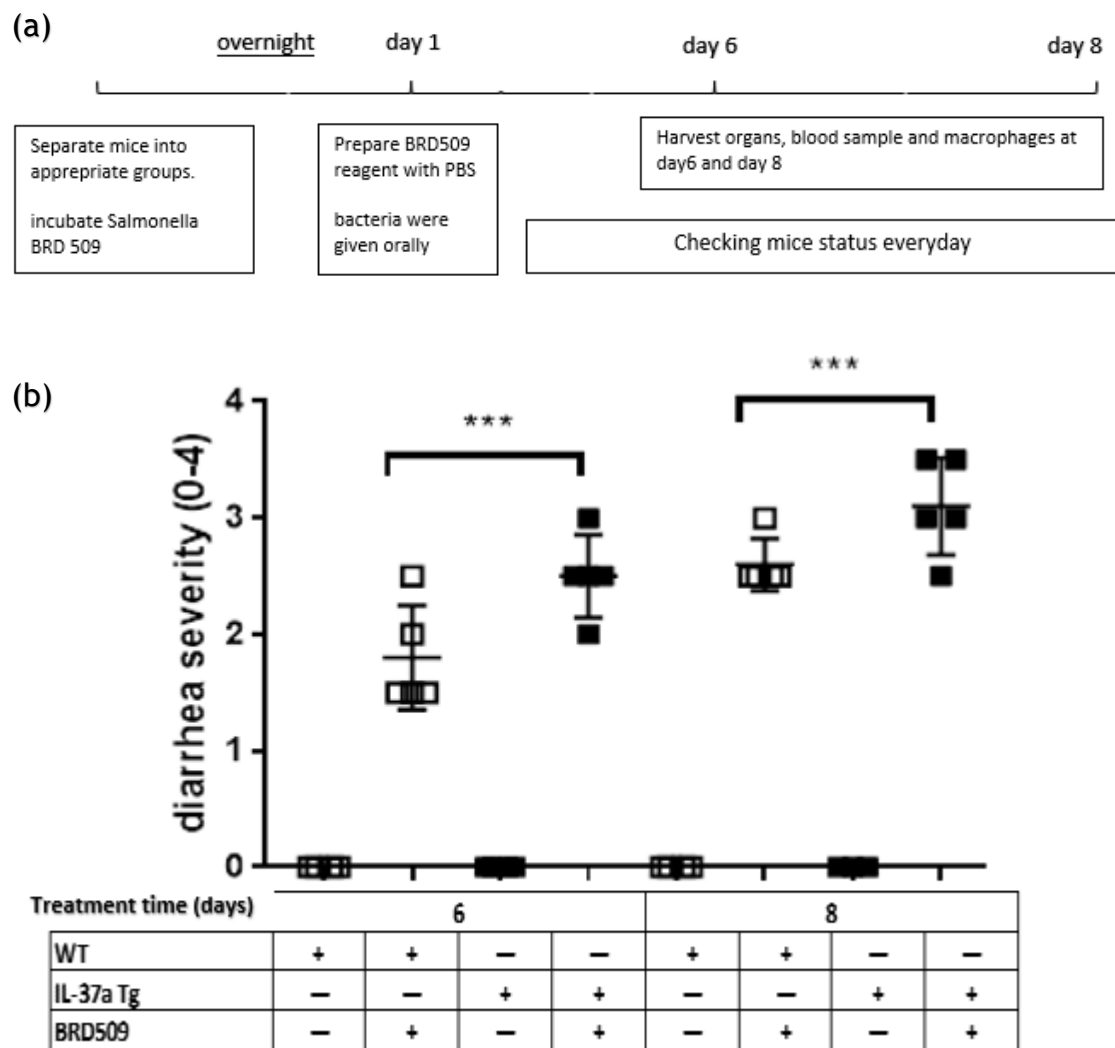 (a)
overnight day 1 day 6 day 8
Separate mice into
apprepriate groups.
incubate Salmonella
BRD 509
Prepare BRD509
reagent with PBS
bacteria were
given orally
Harvest organs, blood sample and macrophages at
day6 and day 8
Checking mice status everyday
(b)
diarrhea severity (0-4)
4
3
2
1
0
***
***
Treatment time (days) 6 8
WT + + — — + + — —
IL-37a Tg — — + + — — + +
BRD509 — + — + — + — +